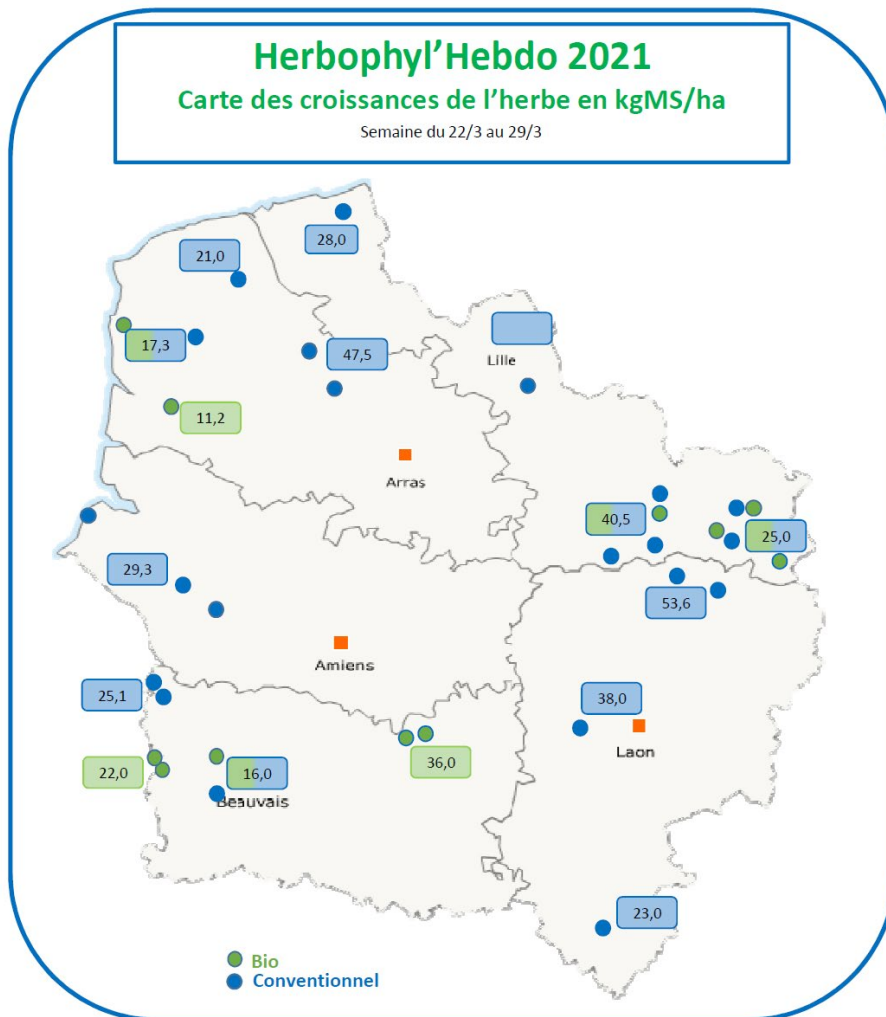 Herbophyl'Hebdo 2021
Carte des croissances de l'herbe en kgMS/ha
Semaine du 22/3 au 29/3
28,0
21,0
17,3
47,5
Lille
11,2
Arras
40,5
25,0
29,3
53,6
Amiens
25,1
38,0
Laon
22,0
16,0
36,0
Beauvais
23,0
Bio
Conventionnel